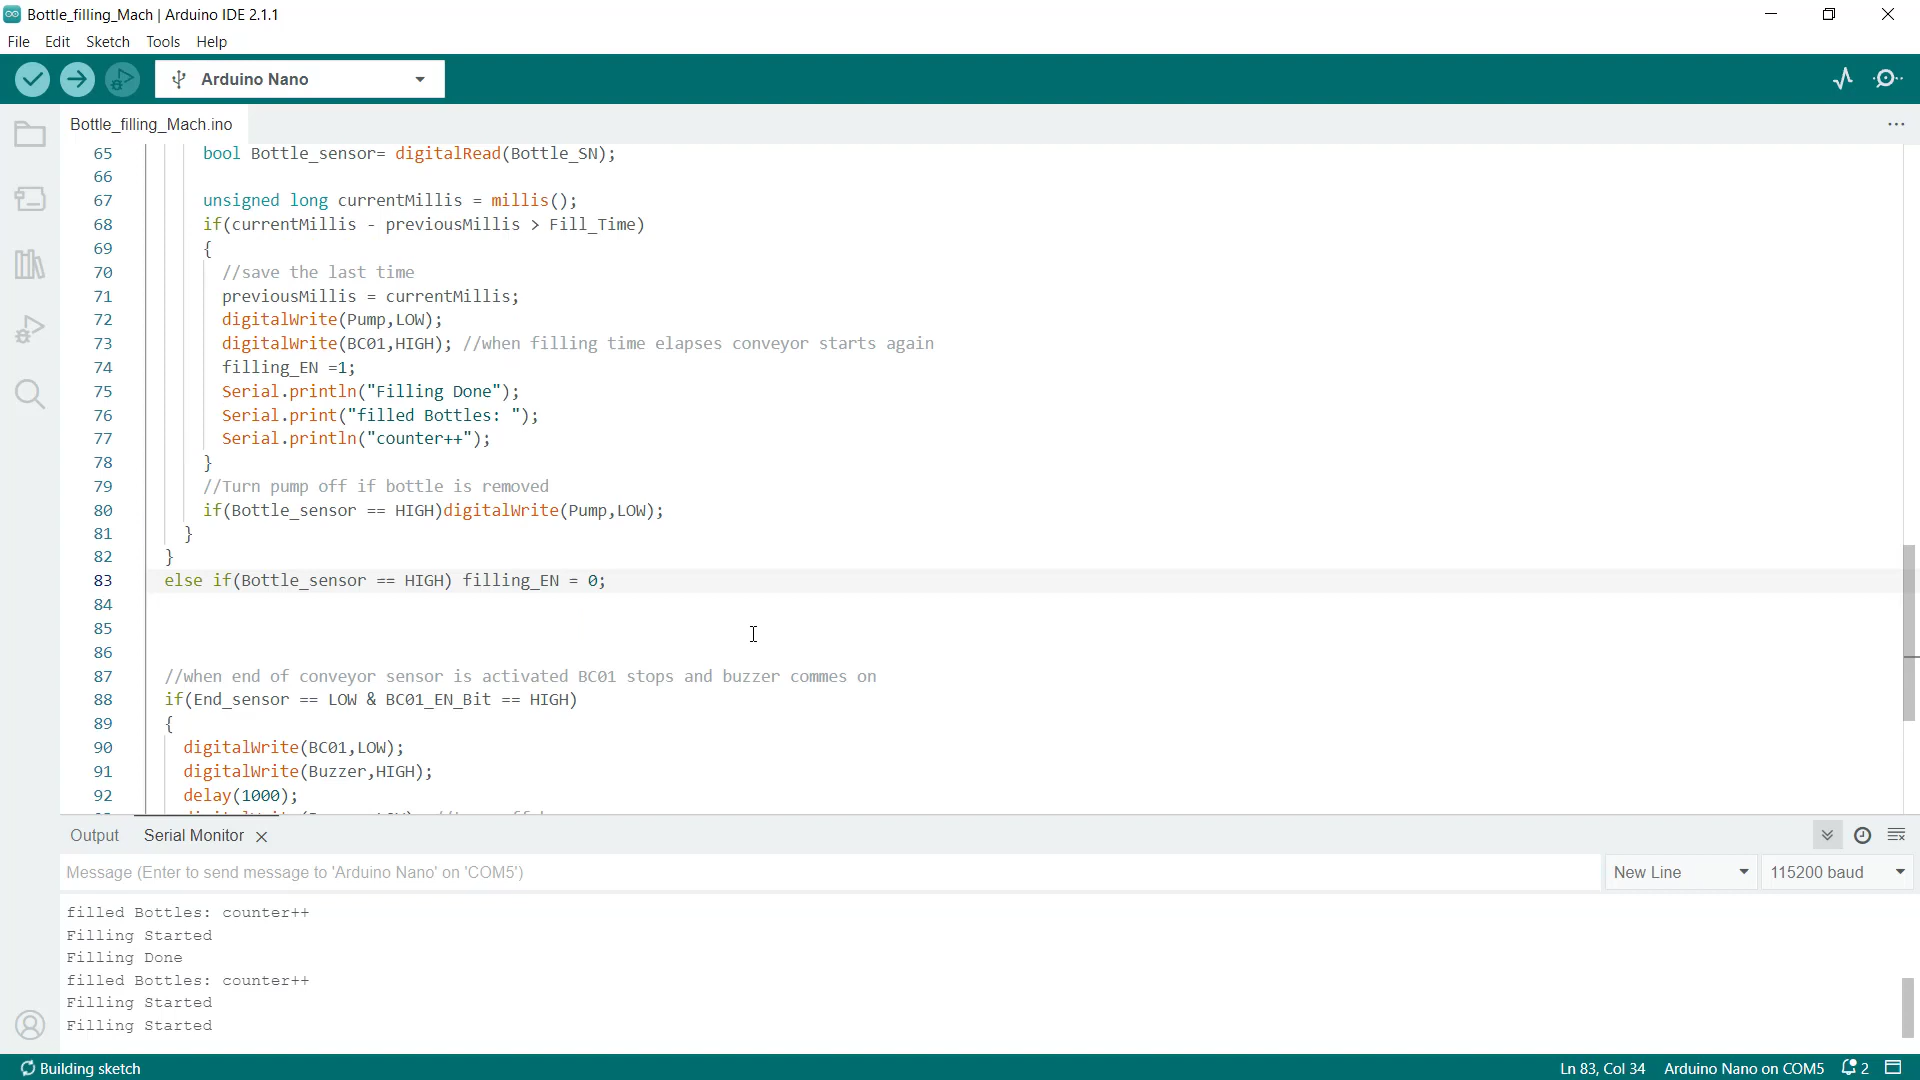 Bottle_filling_Mach | Arduino IDE 2.1.1
File Edit Sketch Tools Help
Arduino Nano
Bottle_filling_Mach.ino
65 bool Bottle_sensor= digitalRead(Bottle_SN);
66
67 unsigned long currentMillis = millis();
68 if(currentMillis - previousMillis > Fill_Time)
69 {
70 //save the last time
71 previousMillis = currentMillis;
72 digitalWrite(Pump,LOW);
73 digitalWrite(BC01,HIGH); //when filling time elapses conveyor starts again
74 filling_EN =1;
75 Serial.println("Filling Done");
76 Serial.print("filled Bottles: ");
77 Serial.println("counter++");
78 }
79 //Turn pump off if bottle is removed
80 if(Bottle_sensor == HIGH)digitalWrite(Pump,LOW);
81 }
82 }
83 else if(Bottle_sensor == HIGH) filling_EN = 0;
84
85
86
87 //when end of conveyor sensor is activated BC01 stops and buzzer commes on
88 if(End_sensor == LOW & BC01_EN_Bit == HIGH)
89 {
90 digitalWrite(BC01,LOW);
91 digitalWrite(Buzzer,HIGH);
92 delay(1000);
Output Serial Monitor
Message (Enter to send message to 'Arduino Nano' on 'COM5')
New Line 115200 baud
filled Bottles: counter++
Filling Started
Filling Done
filled Bottles: counter++
Filling Started
Filling Started
Building sketch Ln 83, Col 34 Arduino Nano on COM5 2